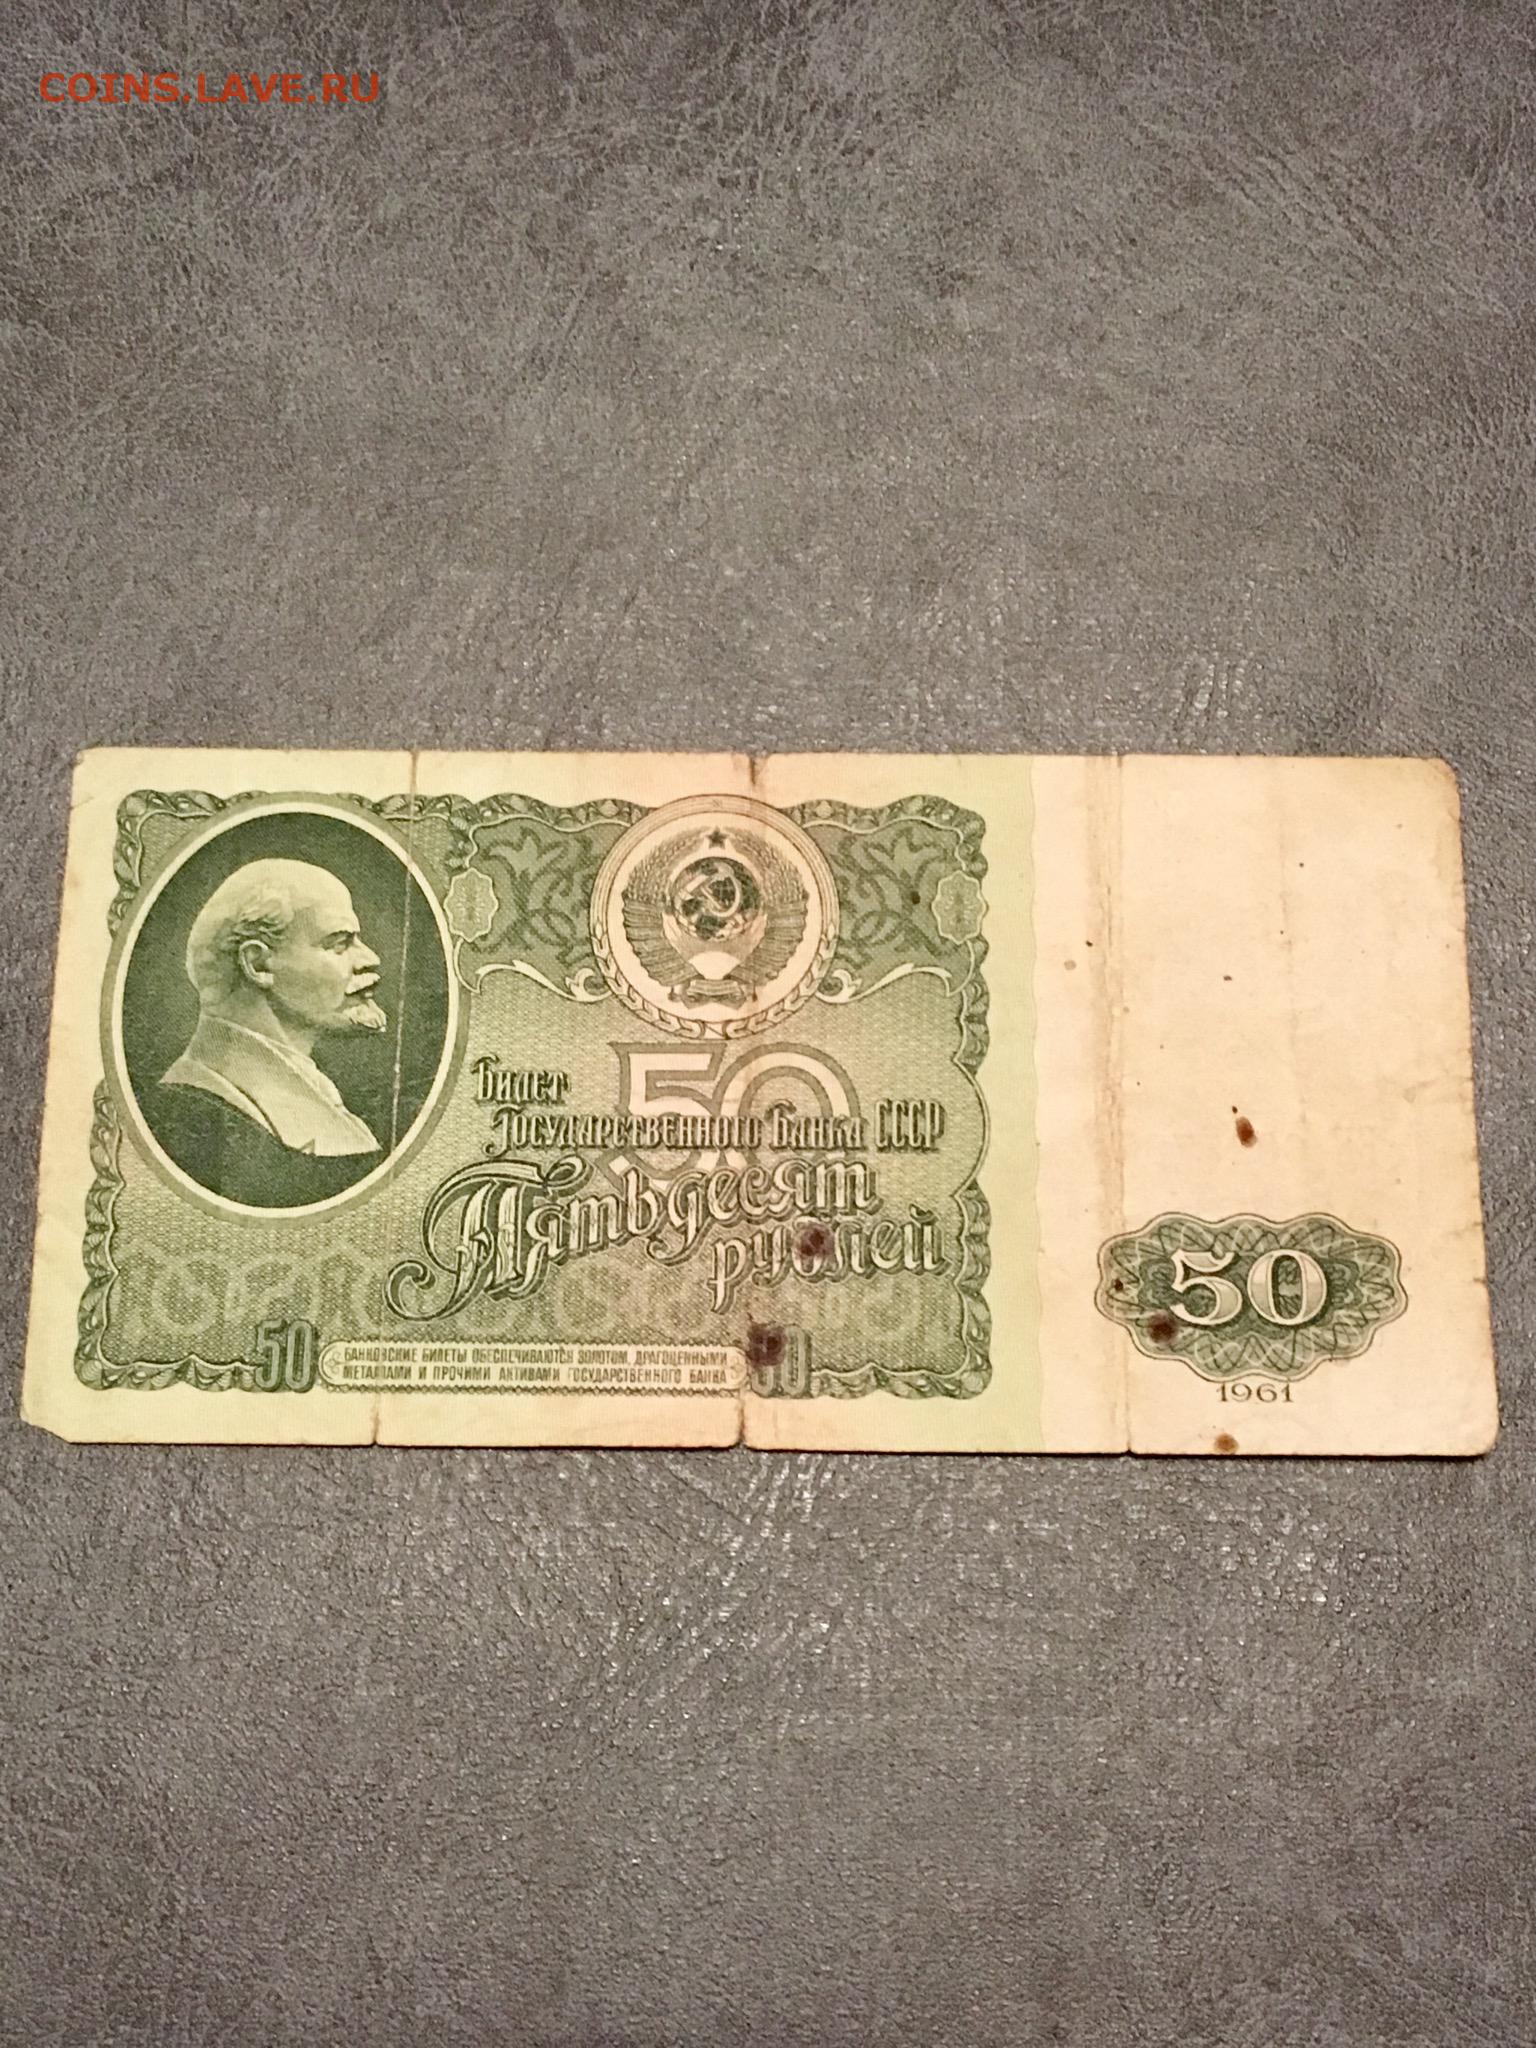 COINS.LAVE.RU
50
Билет
Государственного Банка СССР
Пятьдесят
рублей
50
БАНКОВСКИЕ БИЛЕТЫ ОБЕСПЕЧИВАЮТСЯ ЗОЛОТОМ, ДРАГОЦЕННЫМИ
МЕТАЛЛАМИ И ПРОЧИМИ АКТИВАМИ ГОСУДАРСТВЕННОГО БАНКА
50
50
1961